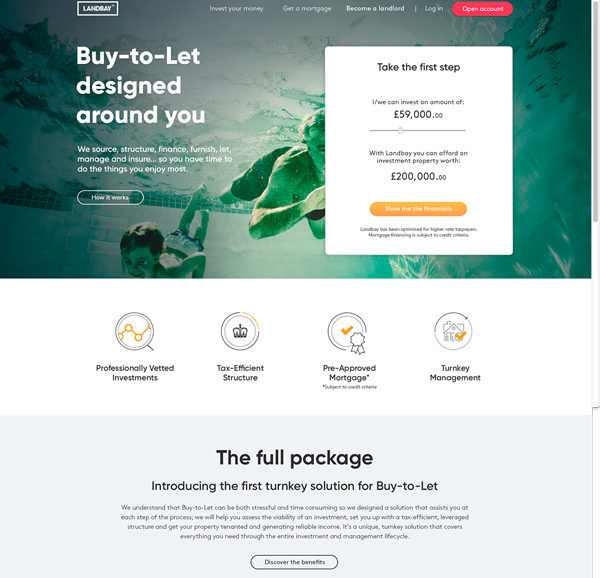 LANDBAY
Invest your money
Get a mortgage
Become a landlord
Log in
Open account
Buy-to-Let
designed
around you
We source, structure, finance, furnish, let,
manage and insure... so you have time to
do the things you enjoy most.
How it works
Take the first step
I/we can invest an amount of:
£59,000.00
With Landbay you can afford an
investment property worth:
£200,000.00
Show me the financials
Landbay has been optimised for higher rate taxpayers.
Mortgage financing is subject to credit criteria.
Professionally Vetted
Investments
Tax-Efficient
Structure
Pre-Approved
Mortgage*
*Subject to credit criteria
Turnkey
Management
The full package
Introducing the first turnkey solution for Buy-to-Let
We understand that Buy-to-Let can be both stressful and time consuming so we designed a solution that assists you at
each step of the process; we will help you assess the viability of an investment, set you up with a tax-efficient, leveraged
structure and get your property tenanted and generating reliable income. It's a unique, turnkey solution that covers
everything you need through the entire investment and management lifecycle.
Discover the benefits